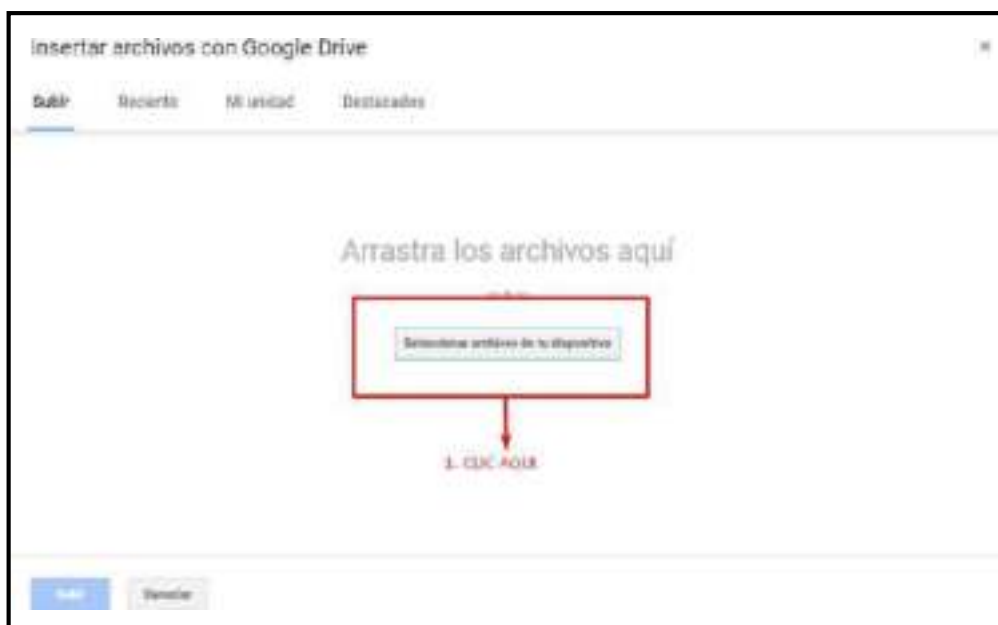 Insertar archivos con Google Drive
Subir Reciente Mi unidad Destacados
Arrastra los archivos aquí
Seleccionar archivos de tu dispositivo
1. CLIC AQUI
Subir Cancelar